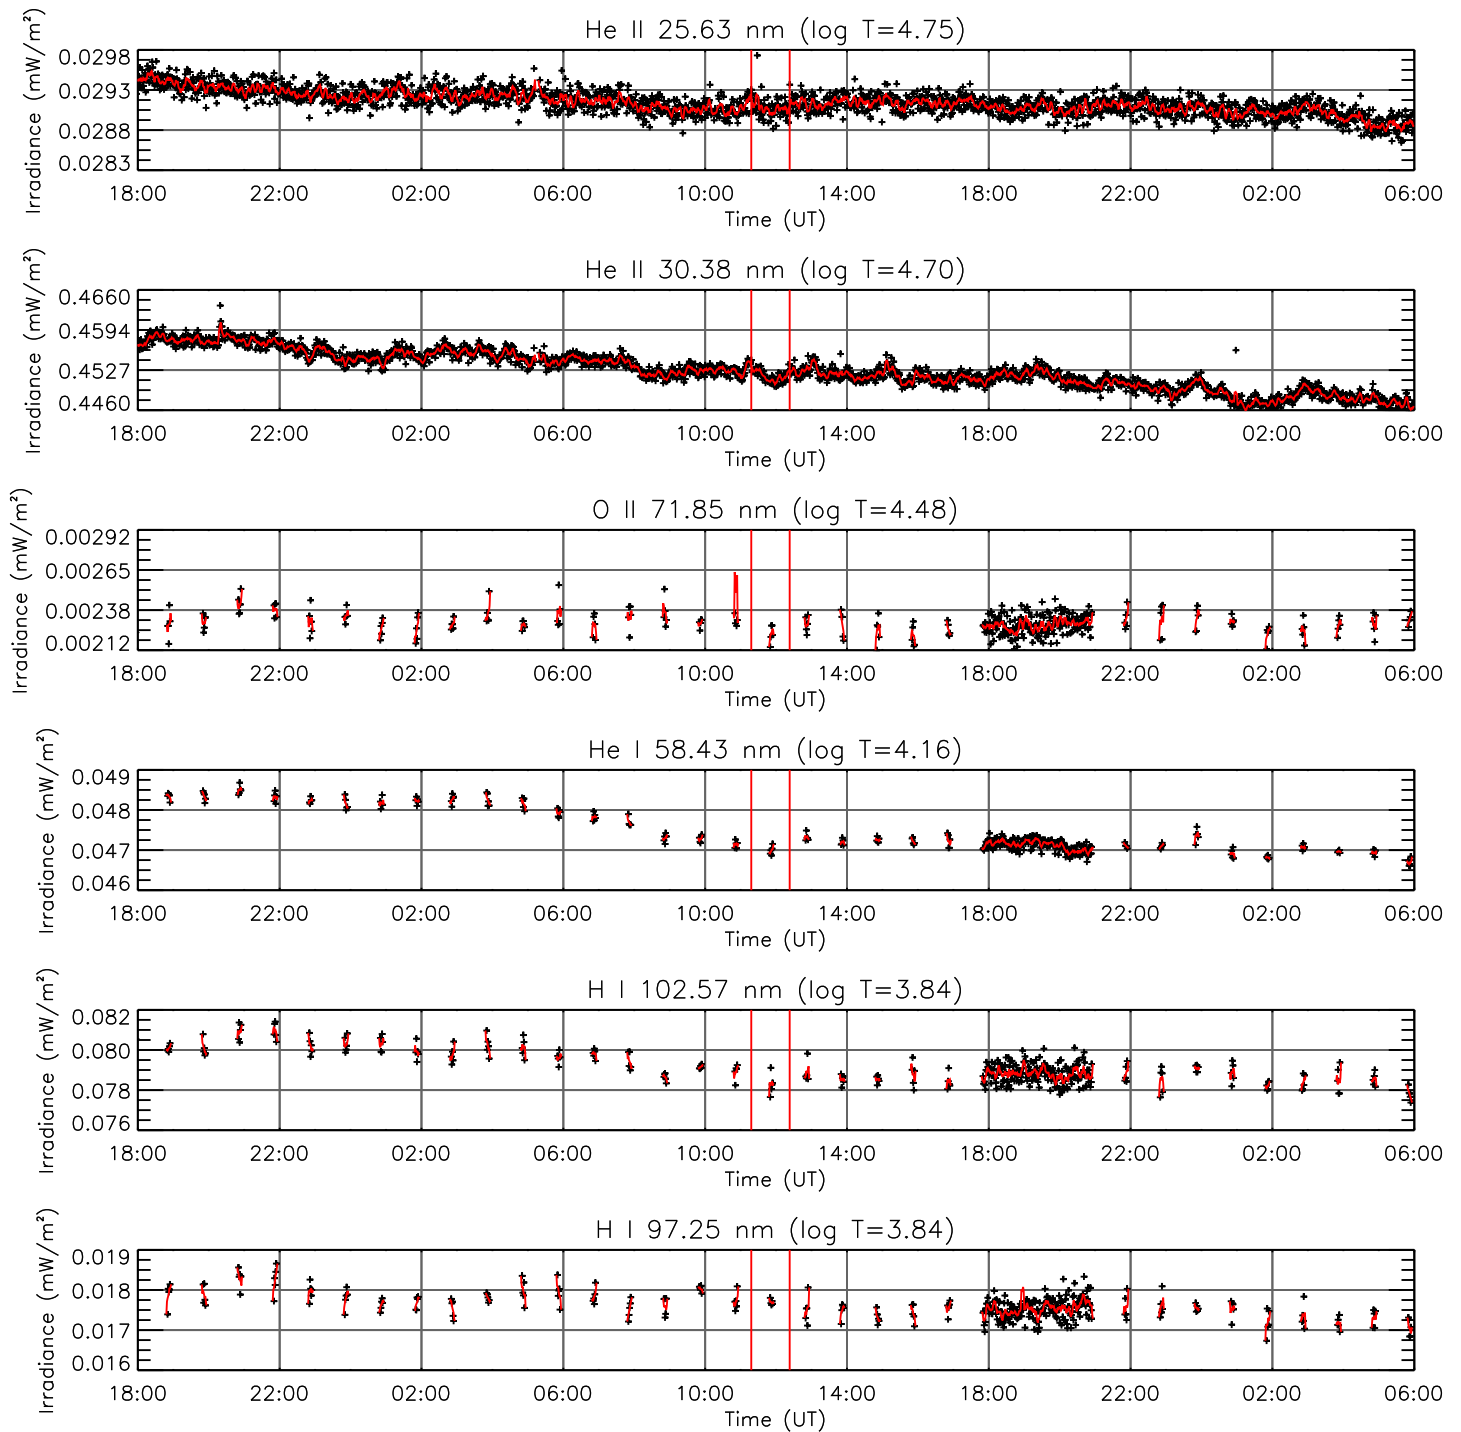 He II 25.63 nm (log T=4.75)
Irradiance (mW/m²)
0.0298
0.0293
0.0288
0.0283
18:00 22:00 02:00 06:00 10:00 14:00 18:00 22:00 02:00 06:00
Time (UT)
He II 30.38 nm (log T=4.70)
Irradiance (mW/m²)
0.4660
0.4594
0.4527
0.4460
18:00 22:00 02:00 06:00 10:00 14:00 18:00 22:00 02:00 06:00
Time (UT)
O II 71.85 nm (log T=4.48)
Irradiance (mW/m²)
0.00292
0.00265
0.00238
0.00212
18:00 22:00 02:00 06:00 10:00 14:00 18:00 22:00 02:00 06:00
Time (UT)
He I 58.43 nm (log T=4.16)
Irradiance (mW/m²)
0.049
0.048
0.047
0.046
18:00 22:00 02:00 06:00 10:00 14:00 18:00 22:00 02:00 06:00
Time (UT)
H I 102.57 nm (log T=3.84)
Irradiance (mW/m²)
0.082
0.080
0.078
0.076
18:00 22:00 02:00 06:00 10:00 14:00 18:00 22:00 02:00 06:00
Time (UT)
H I 97.25 nm (log T=3.84)
Irradiance (mW/m²)
0.019
0.018
0.017
0.016
18:00 22:00 02:00 06:00 10:00 14:00 18:00 22:00 02:00 06:00
Time (UT)